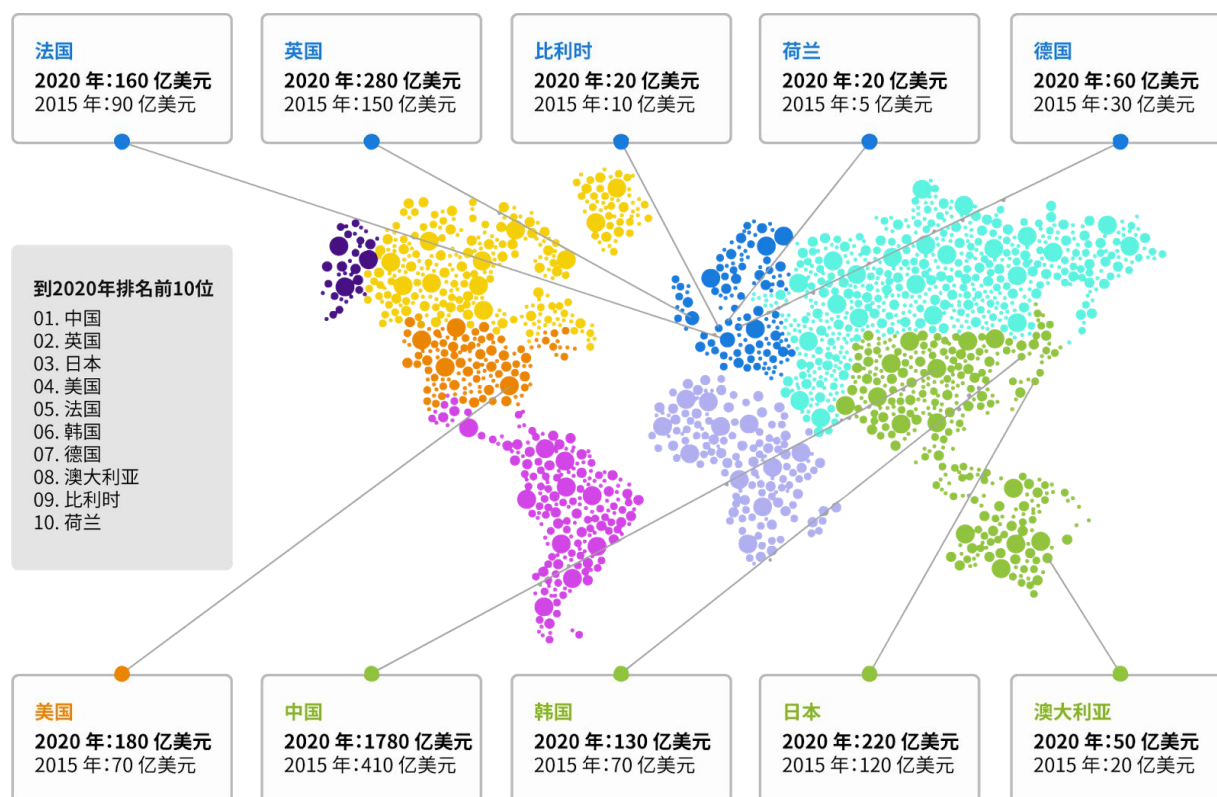 法国
2020 年:160 亿美元
2015 年:90 亿美元
英国
2020 年:280 亿美元
2015 年:150 亿美元
比利时
2020 年:20 亿美元
2015 年:10 亿美元
荷兰
2020 年:20 亿美元
2015 年:5 亿美元
德国
2020 年:60 亿美元
2015 年:30 亿美元
到2020年排名前10位
01. 中国
02. 英国
03. 日本
04. 美国
05. 法国
06. 韩国
07. 德国
08. 澳大利亚
09. 比利时
10. 荷兰
美国
2020 年:180 亿美元
2015 年:70 亿美元
中国
2020 年:1780 亿美元
2015 年:410 亿美元
韩国
2020 年:130 亿美元
2015 年:70 亿美元
日本
2020 年:220 亿美元
2015 年:120 亿美元
澳大利亚
2020 年:50 亿美元
2015 年:20 亿美元